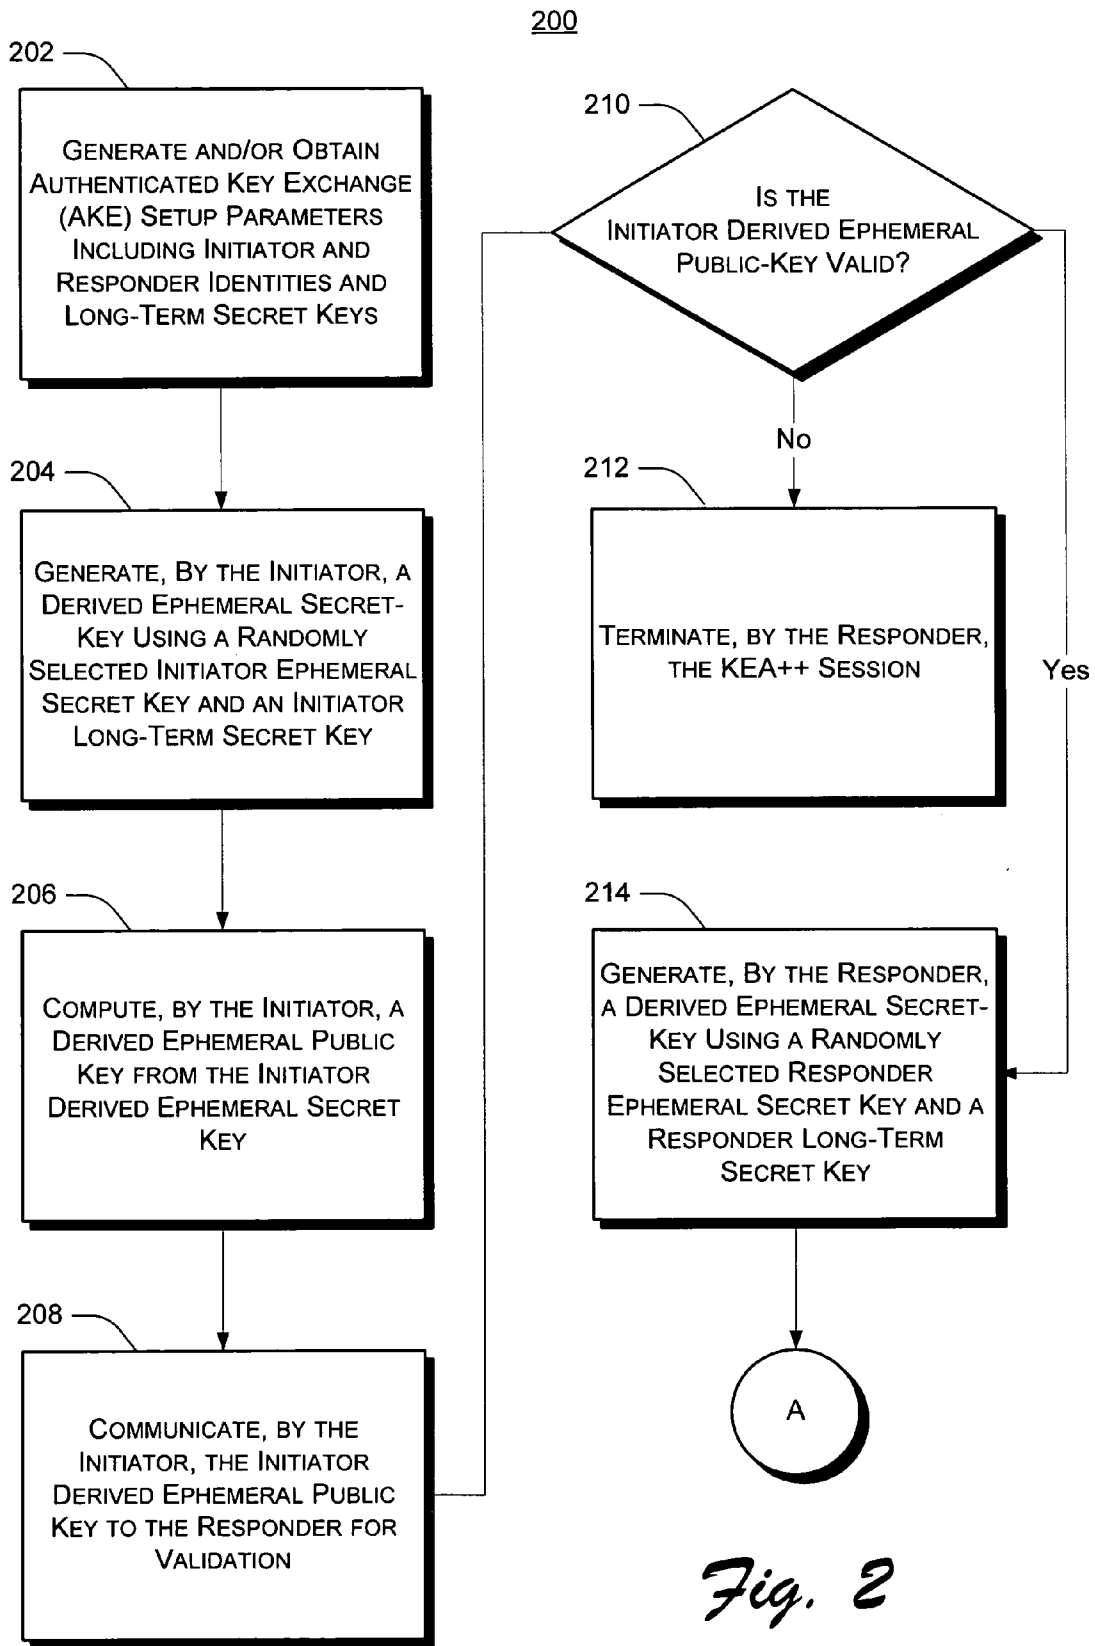 200
202
GENERATE AND/OR OBTAIN
AUTHENTICATED KEY EXCHANGE
(AKE) SETUP PARAMETERS
INCLUDING INITIATOR AND
RESPONDER IDENTITIES AND
LONG-TERM SECRET KEYS
204
GENERATE, BY THE INITIATOR, A
DERIVED EPHEMERAL SECRET-
KEY USING A RANDOMLY
SELECTED INITIATOR EPHEMERAL
SECRET KEY AND AN INITIATOR
LONG-TERM SECRET KEY
206
COMPUTE, BY THE INITIATOR, A
DERIVED EPHEMERAL PUBLIC
KEY FROM THE INITIATOR
DERIVED EPHEMERAL SECRET
KEY
208
COMMUNICATE, BY THE
INITIATOR, THE INITIATOR
DERIVED EPHEMERAL PUBLIC
KEY TO THE RESPONDER FOR
VALIDATION
210
IS THE
INITIATOR DERIVED EPHEMERAL
PUBLIC-KEY VALID?
No
Yes
212
TERMINATE, BY THE RESPONDER,
THE KEA++ SESSION
214
GENERATE, BY THE RESPONDER,
A DERIVED EPHEMERAL SECRET-
KEY USING A RANDOMLY
SELECTED RESPONDER
EPHEMERAL SECRET KEY AND A
RESPONDER LONG-TERM
SECRET KEY
A
Fig. 2